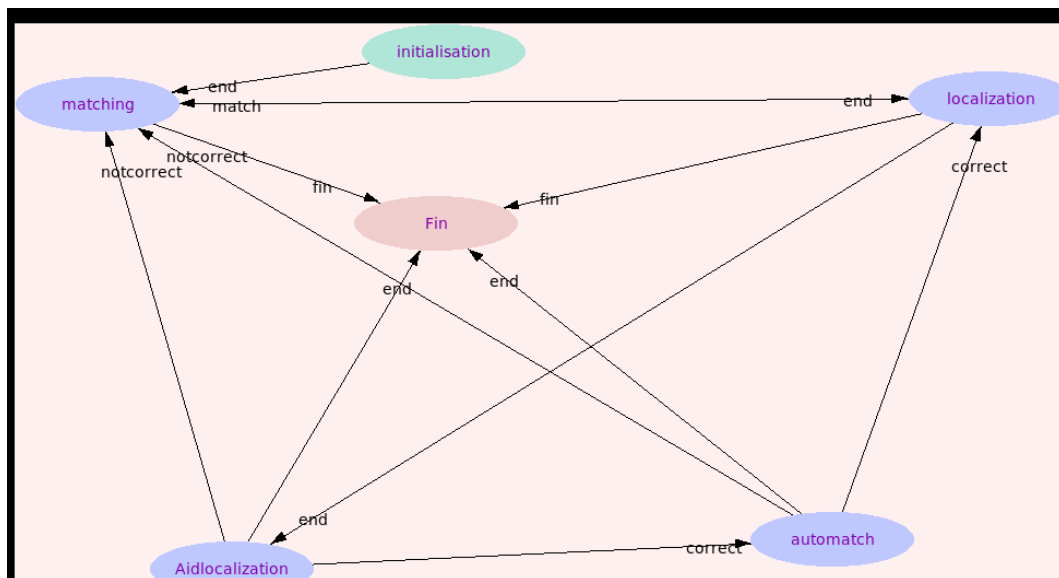 initialisation
end
matching
match
end
localization
notcorrect
notcorrect
correct
fin
fin
Fin
end
end
end
correct
automatch
Aidlocalization